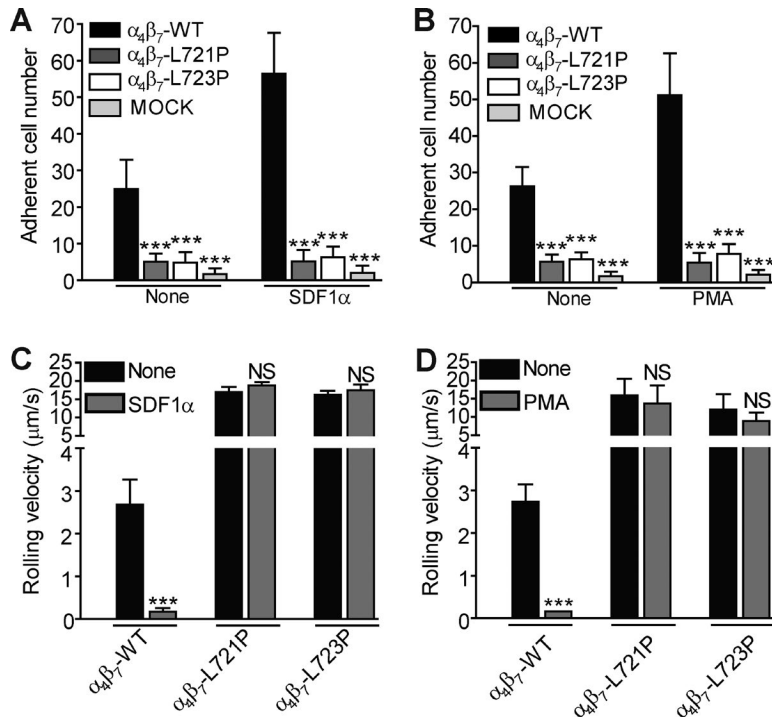 A
Adherent cell number
70
60
50
40
30
20
10
0
α₄β₇-WT
α₄β₇-L721P
α₄β₇-L723P
MOCK
*** *** ***
*** *** ***
None
SDF1α
B
Adherent cell number
70
60
50
40
30
20
10
0
α₄β₇-WT
α₄β₇-L721P
α₄β₇-L723P
MOCK
*** *** ***
*** *** ***
None
PMA
C
Rolling velocity (μm/s)
25
20
15
10
5
4
3
2
1
0
None
SDF1α
***
NS
NS
α₄β₇-WT
α₄β₇-L721P
α₄β₇-L723P
D
Rolling velocity (μm/s)
25
20
15
10
5
4
3
2
1
0
None
PMA
***
NS
NS
α₄β₇-WT
α₄β₇-L721P
α₄β₇-L723P